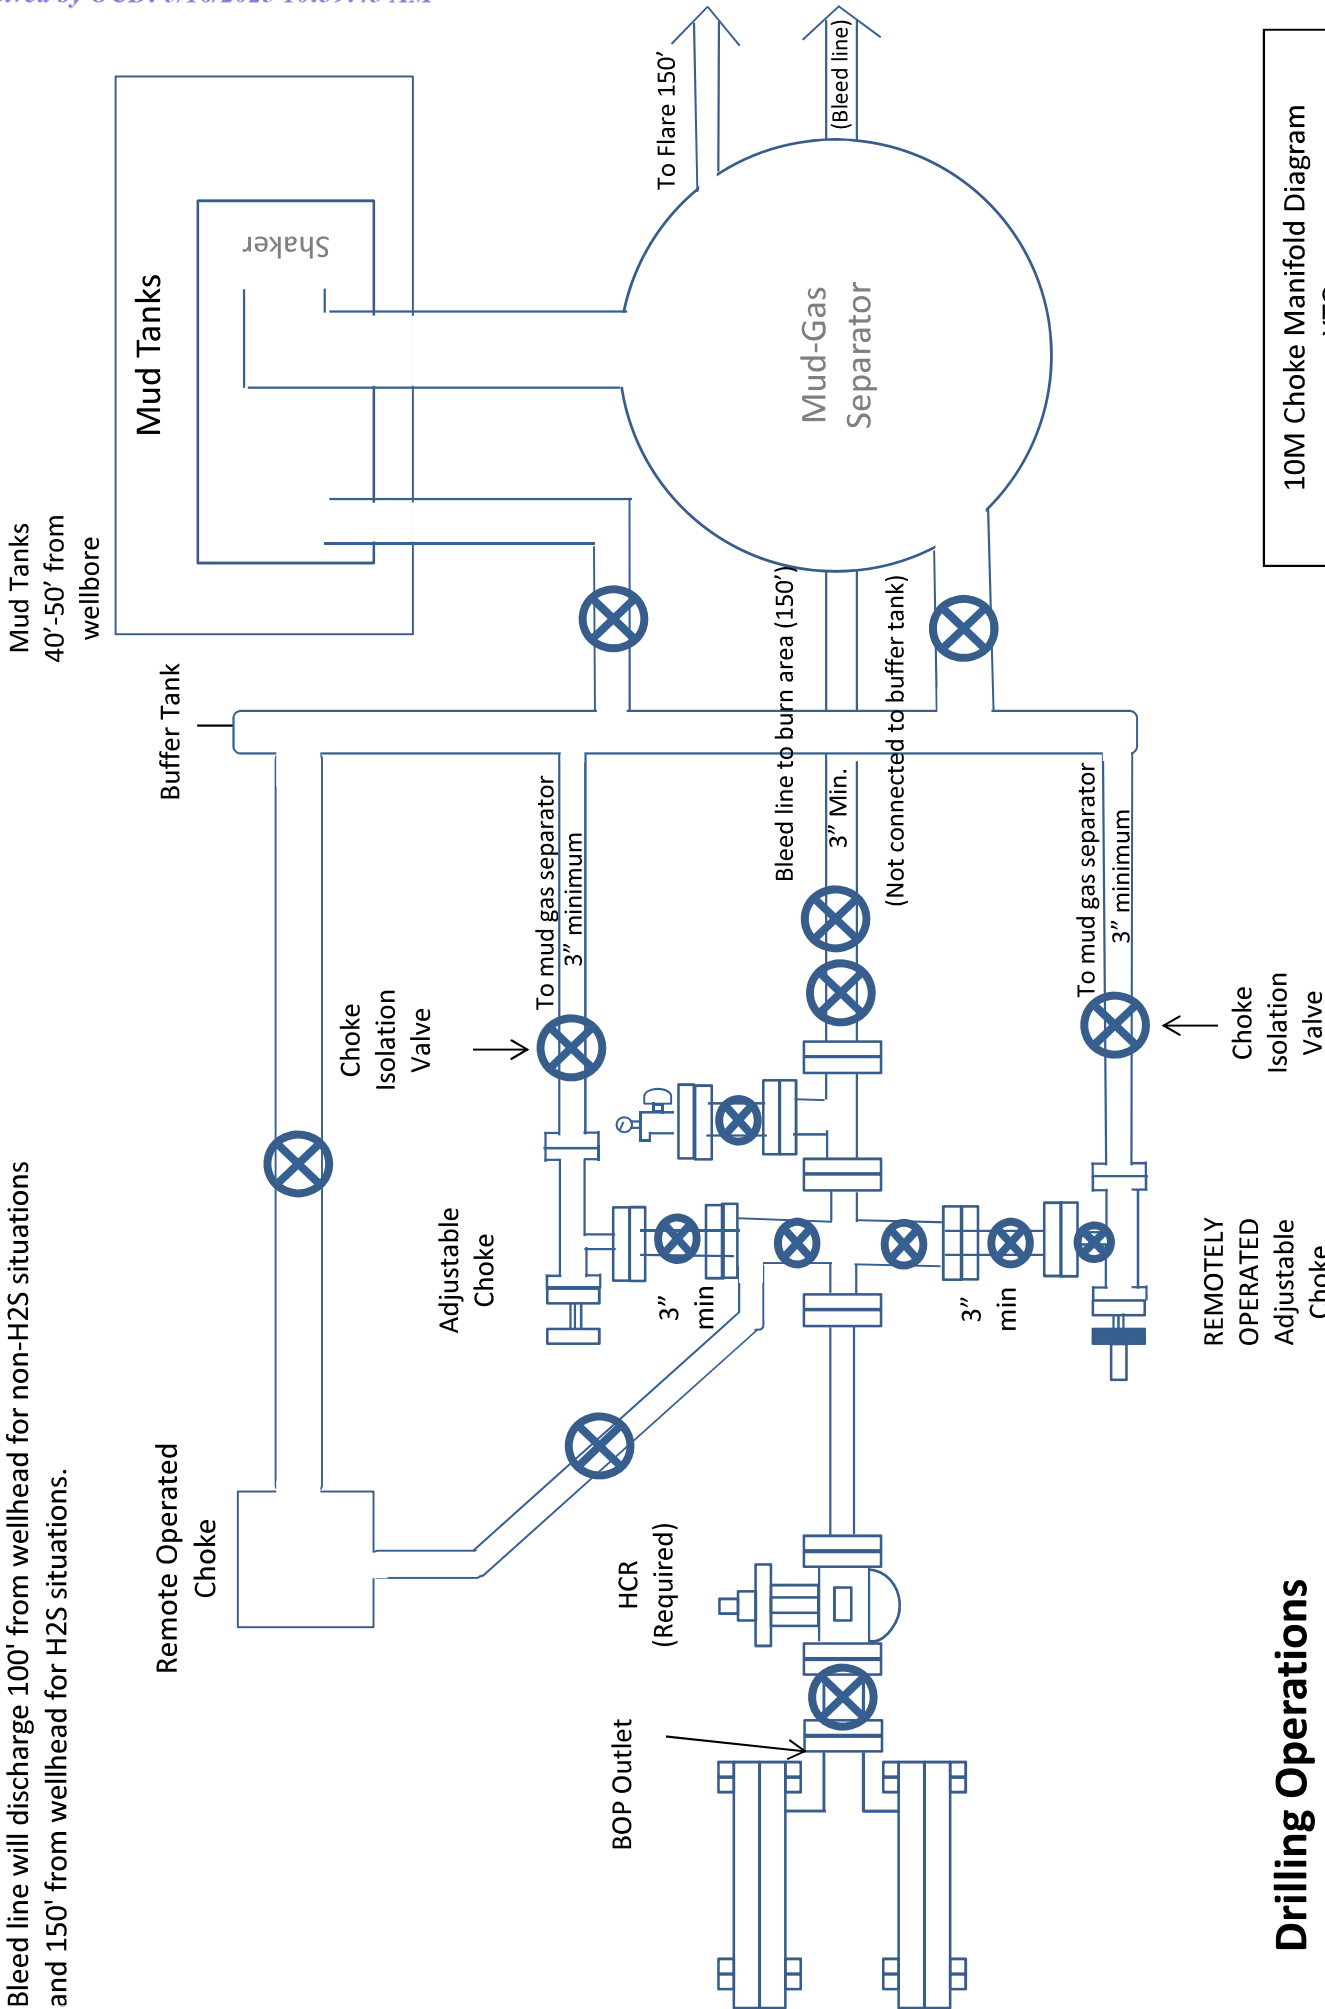 Bleed line will discharge 100' from wellhead for non-H2S situations
and 150' from wellhead for H2S situations.
Mud Tanks
40’-50’ from
wellbore
Mud Tanks
Shaker
Buffer Tank
Remote Operated
Choke
Choke
Isolation
Valve
To mud gas separator
3” minimum
To Flare 150’
(Bleed line)
Mud-Gas
Separator
Adjustable
Choke
3”
min
HCR
(Required)
BOP Outlet
Bleed line to burn area (150’)
3” Min.
(Not connected to buffer tank)
3”
min
To mud gas separator
3” minimum
REMOTELY
OPERATED
Adjustable
Choke
Choke
Isolation
Valve
Drilling Operations
10M Choke Manifold Diagram